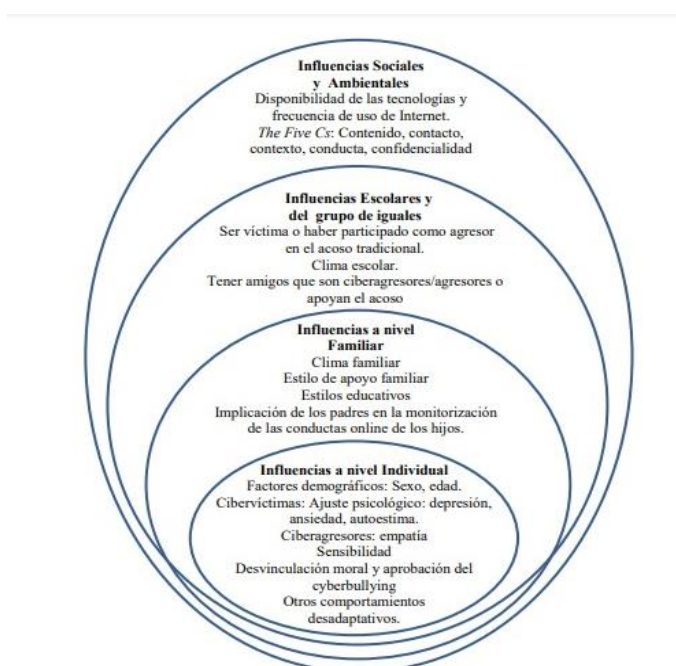 Influencias Sociales
y Ambientales
Disponibilidad de las tecnologías y
frecuencia de uso de Internet.
The Five Cs: Contenido, contacto,
contexto, conducta, confidencialidad
Influencias Escolares y
del grupo de iguales
Ser víctima o haber participado como agresor
en el acoso tradicional.
Clima escolar.
Tener amigos que son ciberagresores/agresores o
apoyan el acoso
Influencias a nivel
Familiar
Clima familiar
Estilo de apoyo familiar
Estilos educativos
Implicación de los padres en la monitorización
de las conductas online de los hijos.
Influencias a nivel Individual
Factores demográficos: Sexo, edad.
Cibervíctimas: Ajuste psicológico: depresión,
ansiedad, autoestima.
Ciberagresores: empatía
Sensibilidad
Desvinculación moral y aprobación del
cyberbullying
Otros comportamientos
desadaptativos.